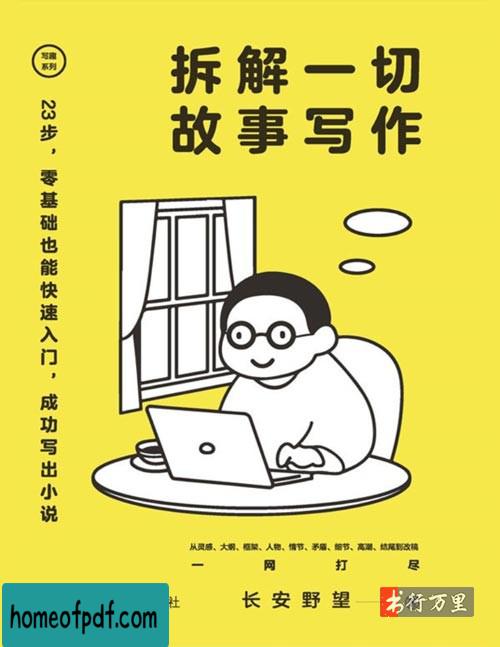 写撰
系列
拆解一切
故事写作
23步，零基础也能快速入门，成功写出小说
从灵感、大纲、框架、人物、情节、矛盾、细节、高潮、结尾到改稿
一网打尽
长安野望
社
书行万里
homeofpdf.com